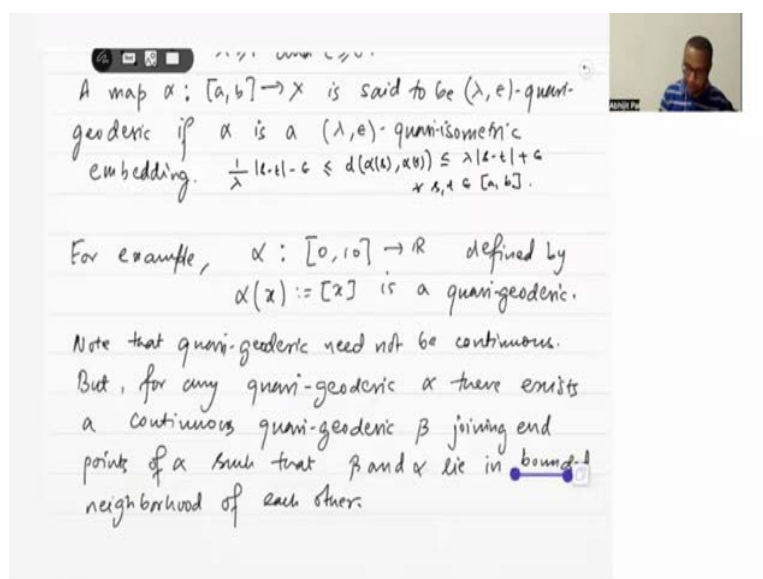 A map α : [a, b] → X is said to be (λ, ϵ)-quasi-
geodesic if α is a (λ, ϵ)-quasi-isometric
embedding. 1/λ |s-t| - ϵ ≤ d(α(s), α(t)) ≤ λ|s-t| + ϵ
∀ s, t ∈ [a, b].
For example, α : [0, 10] → ℝ defined by
α(x) := [x] is a quasi-geodesic.
Note that quasi-geodesic need not be continuous.
But, for any quasi-geodesic α there exists
a continuous quasi-geodesic β joining end
points of α such that β and α lie in bounded
neighborhood of each other.
Abhijit Pal